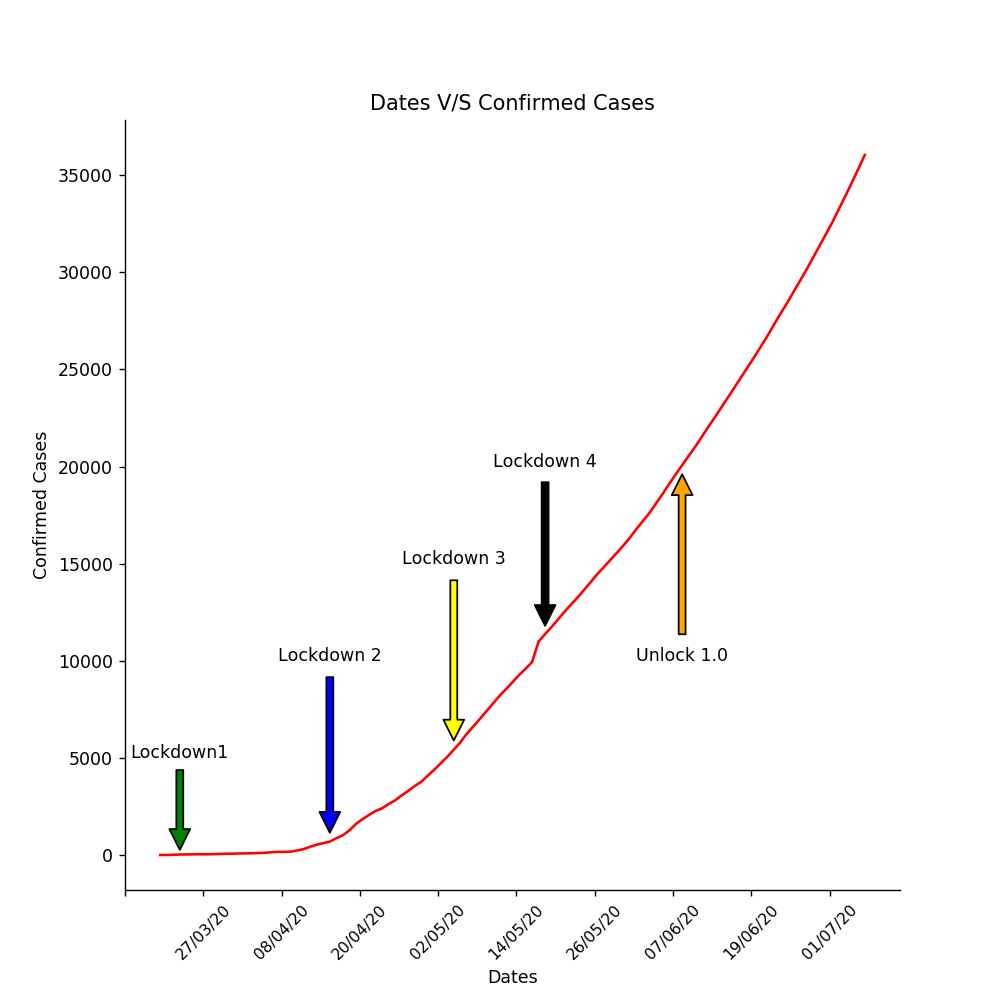 Dates V/S Confirmed Cases
35000
30000
25000
20000
15000
10000
5000
0
Confirmed Cases
Lockdown 4
Lockdown 3
Lockdown 2
Unlock 1.0
Lockdown1
27/03/20
08/04/20
20/04/20
02/05/20
14/05/20
26/05/20
07/06/20
19/06/20
01/07/20
Dates